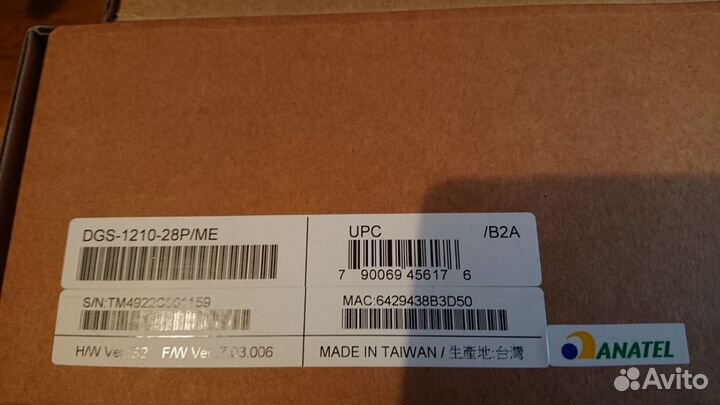 DGS-1210-28P/ME
UPC /B2A
7 90069 45617 6
MAC:6429438B3D50
H/W F/W
MADE IN TAIWAN / 生產地:台灣
ANATEL
Avito